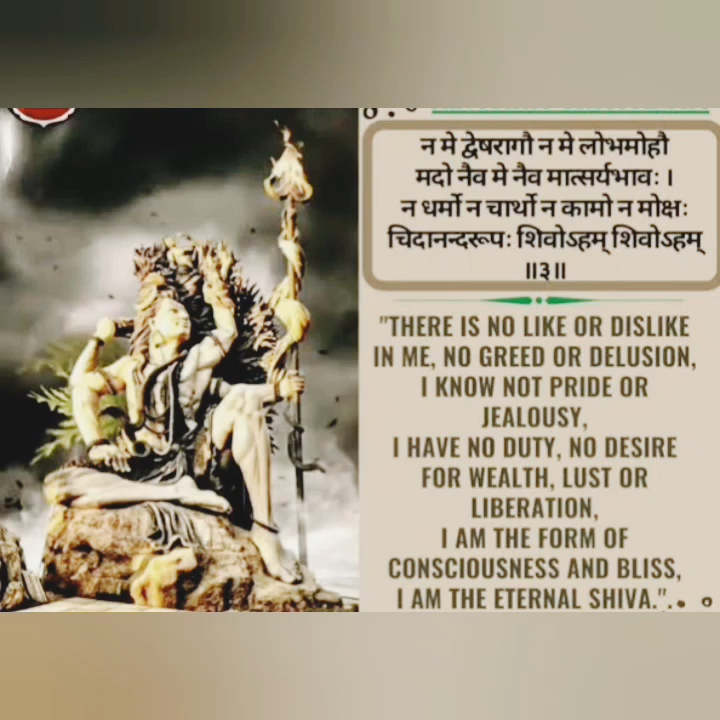 न मे द्वेषरागौ न मे लोभमोहौ
मदो नैव मे नैव मात्सर्यभावः ।
न धर्मो न चार्थो न कामो न मोक्षः
चिदानन्दरूपः शिवोऽहम् शिवोऽहम्
॥३॥
"THERE IS NO LIKE OR DISLIKE
IN ME, NO GREED OR DELUSION,
I KNOW NOT PRIDE OR
JEALOUSY,
I HAVE NO DUTY, NO DESIRE
FOR WEALTH, LUST OR
LIBERATION,
I AM THE FORM OF
CONSCIOUSNESS AND BLISS,
I AM THE ETERNAL SHIVA.".